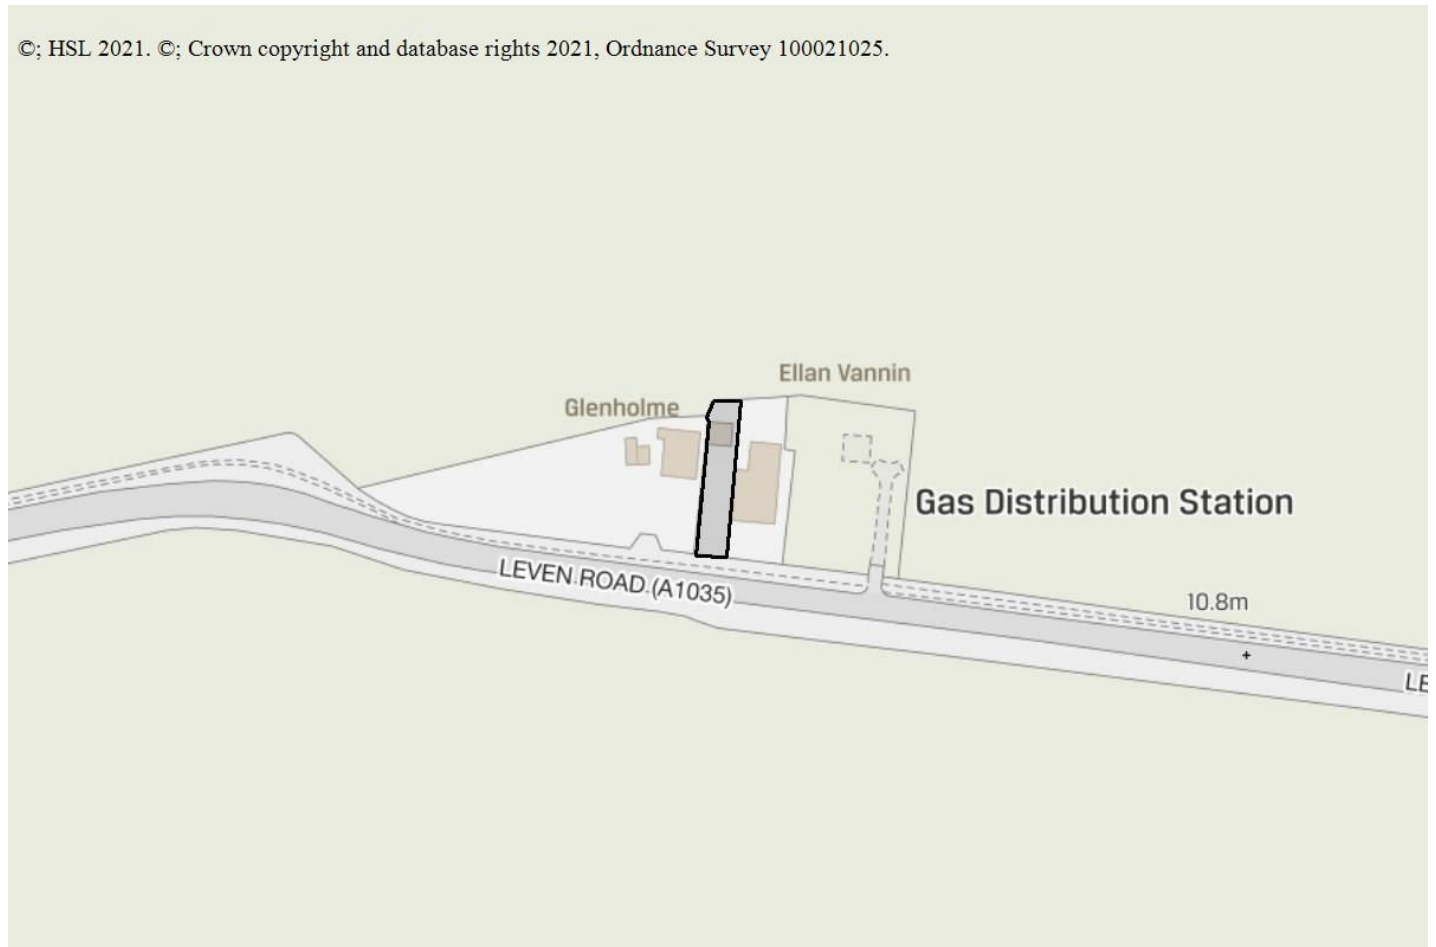 ©; HSL 2021. ©; Crown copyright and database rights 2021, Ordnance Survey 100021025.
Ellan Vannin
Glenholme
Gas Distribution Station
LEVEN ROAD (A1035)
10.8m
LE